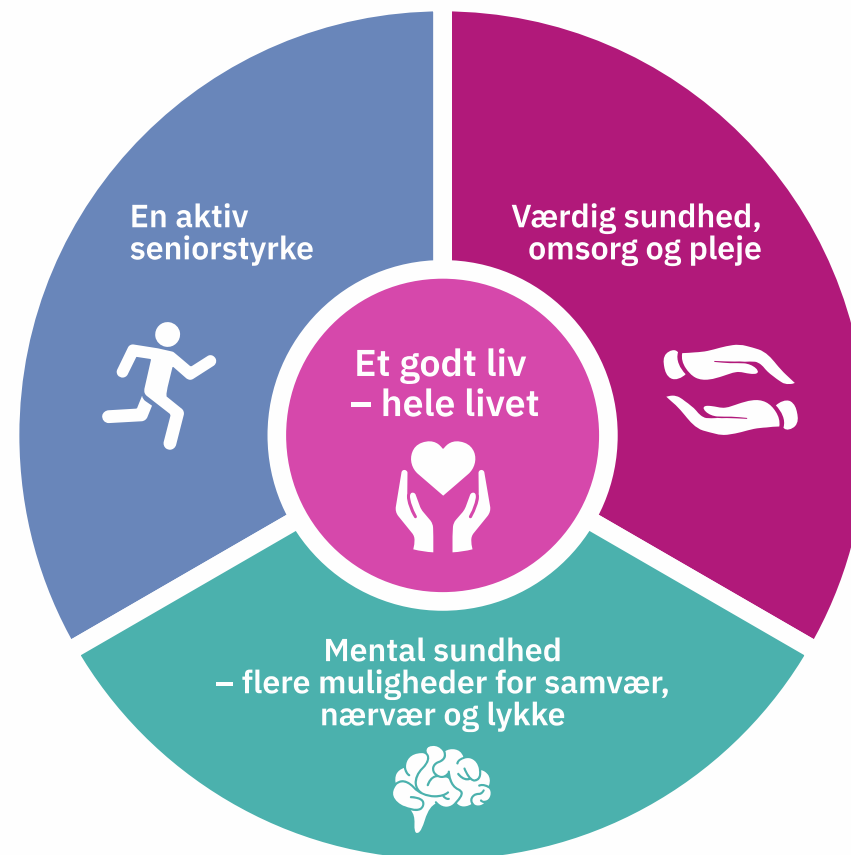 En aktiv
seniorstyrke
Værdig sundhed,
omsorg og pleje
Et godt liv
– hele livet
Mental sundhed
– flere muligheder for samvær,
nærvær og lykke